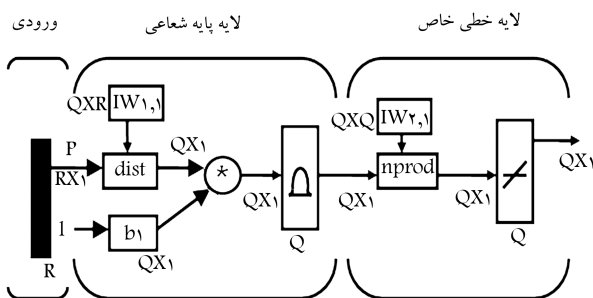 ورودی
لایه پایه شعاعی
لایه خطی خاص
QXR
IW۱,۱
QXQ
IW۲,۱
P
RX۱
dist
QX۱
*
QX۱
QX۱
nprod
QX۱
QX۱
1
b۱
QX۱
R
Q
Q